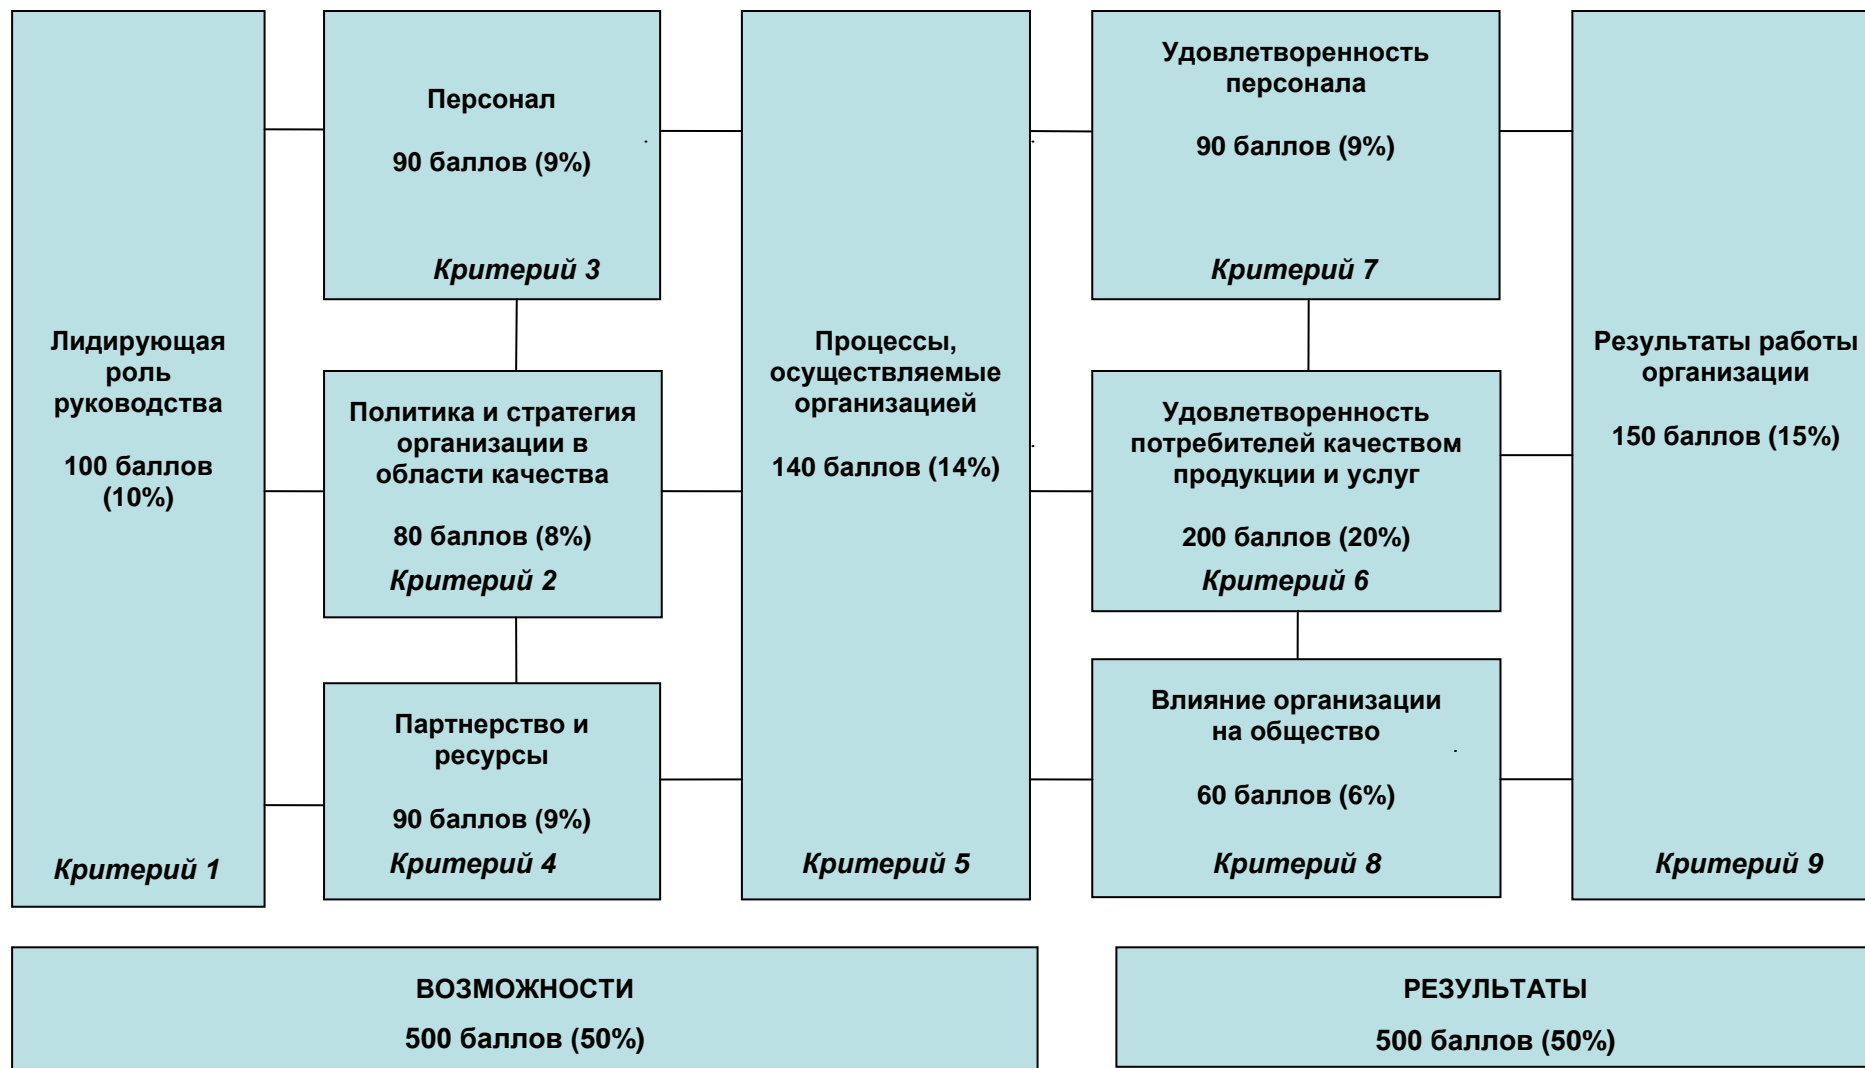 Лидирующая
роль
руководства
100 баллов
(10%)
Критерий 1
Персонал
90 баллов (9%)
Критерий 3
Политика и стратегия
организации в
области качества
80 баллов (8%)
Критерий 2
Партнерство и
ресурсы
90 баллов (9%)
Критерий 4
Процессы,
осуществляемые
организацией
140 баллов (14%)
Критерий 5
Удовлетворенность
персонала
90 баллов (9%)
Критерий 7
Удовлетворенность
потребителей качеством
продукции и услуг
200 баллов (20%)
Критерий 6
Влияние организации
на общество
60 баллов (6%)
Критерий 8
Результаты работы
организации
150 баллов (15%)
Критерий 9
ВОЗМОЖНОСТИ
500 баллов (50%)
РЕЗУЛЬТАТЫ
500 баллов (50%)